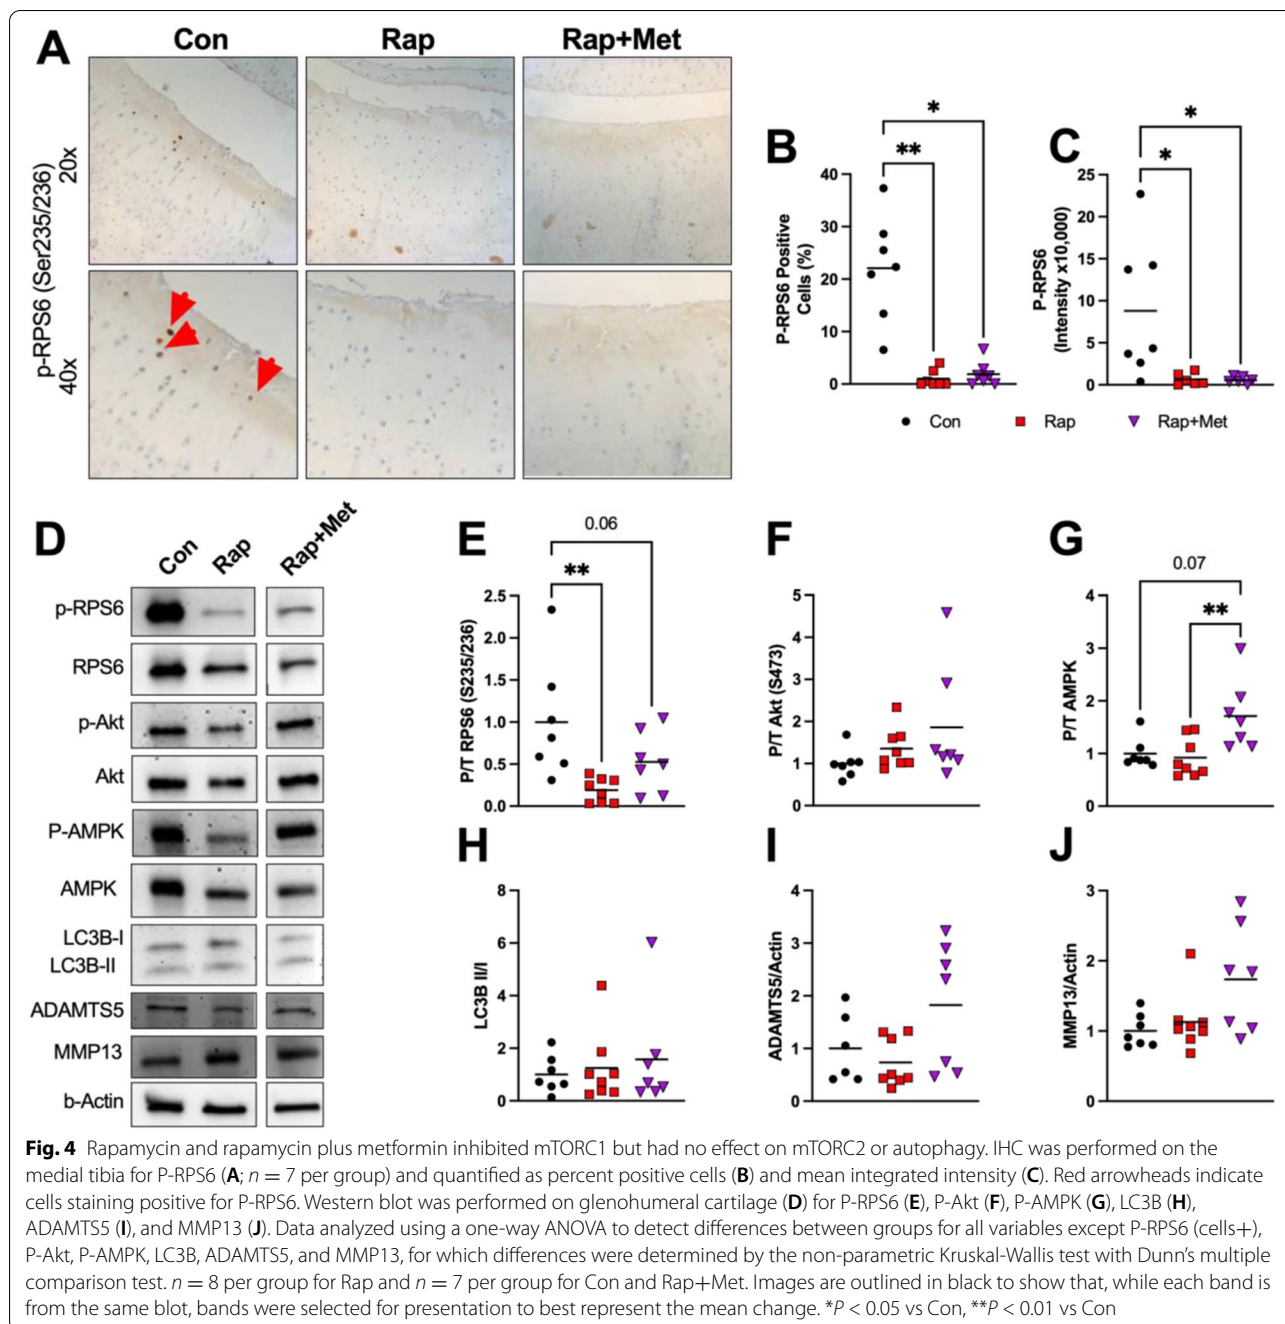 A
Con Rap Rap+Met
p-RPS6 (Ser235/236)
20x
40x
B
P-RPS6 Positive
Cells (%)
40
30
20
10
0
**
*
C
P-RPS6
(Intensity x10,000)
25
20
15
10
5
0
*
*
Con Rap Rap+Met
D
Con Rap Rap+Met
p-RPS6
RPS6
p-Akt
Akt
P-AMPK
AMPK
LC3B-I
LC3B-II
ADAMTS5
MMP13
b-Actin
E
P/T RPS6 (S235/236)
2.5
2.0
1.5
1.0
0.5
0.0
**
0.06
F
P/T Akt (S473)
5
4
3
2
1
0
G
P/T AMPK
4
3
2
1
0
0.07
**
H
LC3B II/I
8
6
4
2
0
I
ADAMTS5/Actin
4
3
2
1
0
J
MMP13/Actin
3
2
1
0
Fig. 4 Rapamycin and rapamycin plus metformin inhibited mTORC1 but had no effect on mTORC2 or autophagy. IHC was performed on the
medial tibia for P-RPS6 (A; n = 7 per group) and quantified as percent positive cells (B) and mean integrated intensity (C). Red arrowheads indicate
cells staining positive for P-RPS6. Western blot was performed on glenohumeral cartilage (D) for P-RPS6 (E), P-Akt (F), P-AMPK (G), LC3B (H),
ADAMTS5 (I), and MMP13 (J). Data analyzed using a one-way ANOVA to detect differences between groups for all variables except P-RPS6 (cells+),
P-Akt, P-AMPK, LC3B, ADAMTS5, and MMP13, for which differences were determined by the non-parametric Kruskal-Wallis test with Dunn's multiple
comparison test. n = 8 per group for Rap and n = 7 per group for Con and Rap+Met. Images are outlined in black to show that, while each band is
from the same blot, bands were selected for presentation to best represent the mean change. *P < 0.05 vs Con, **P < 0.01 vs Con